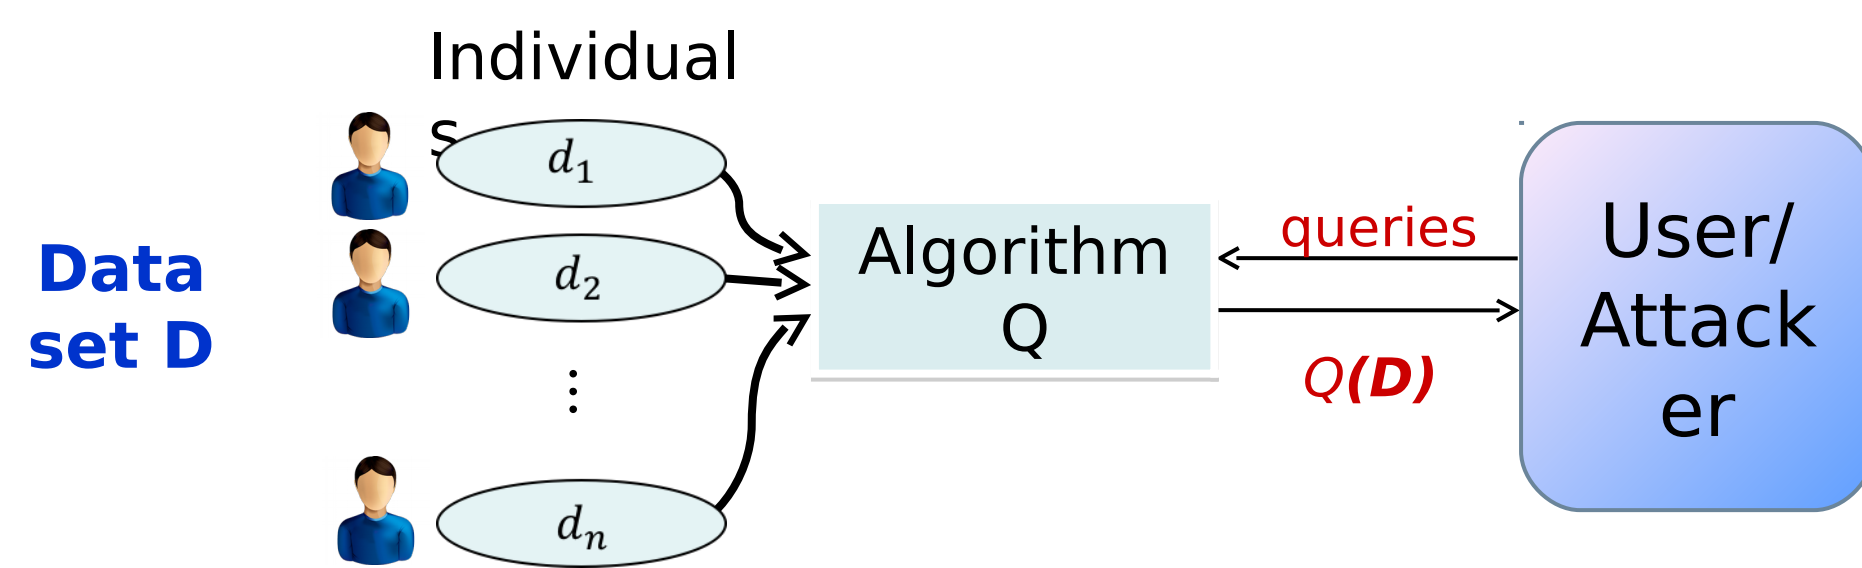 Individual
s
d₁
Data
set D
d₂
⋮
dₙ
Algorithm
Q
queries
Q(D)
User/
Attack
er